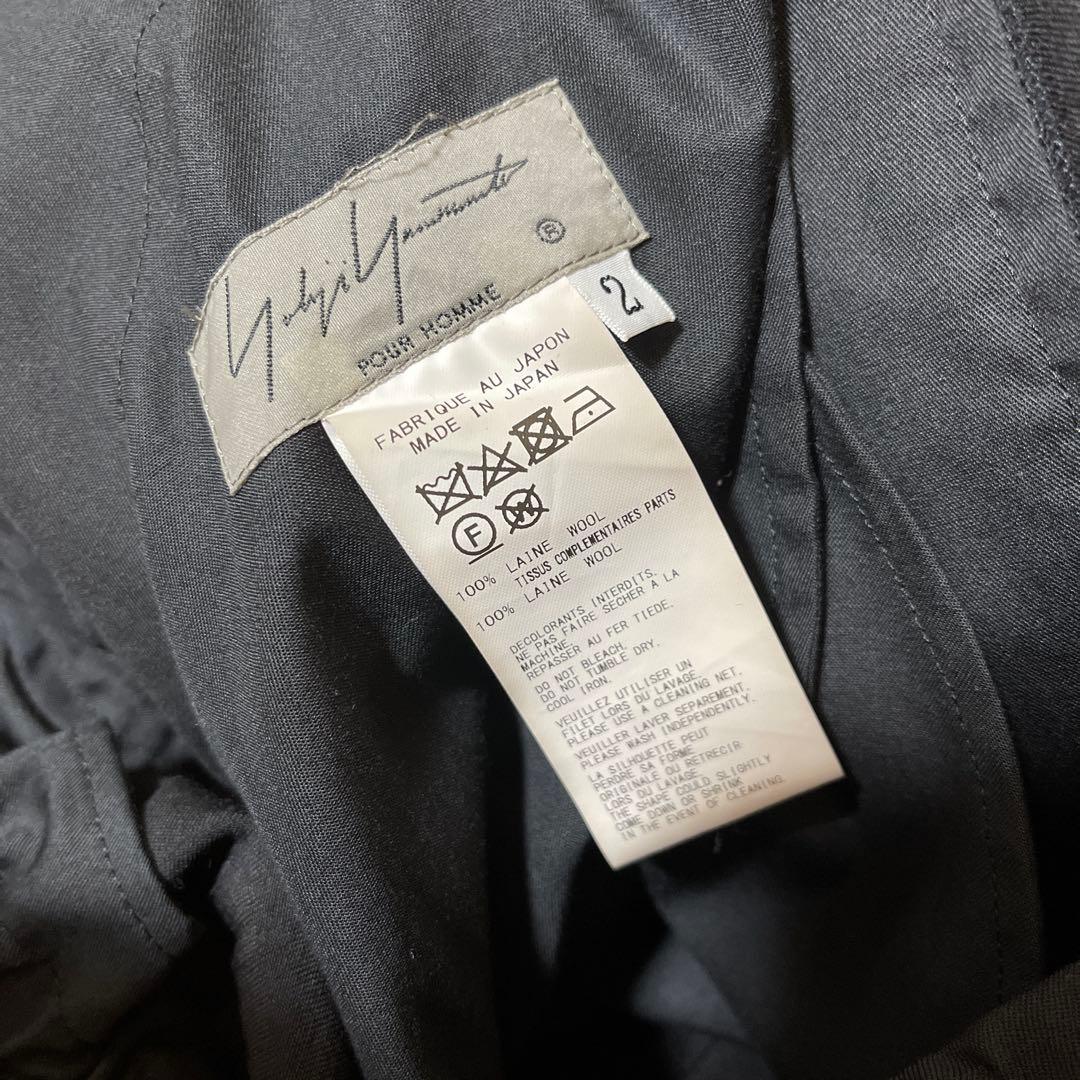 Yohji Yamamoto
®
POUR HOMME
2
FABRIQUE AU JAPON
MADE IN JAPAN
F
W
100% LAINE WOOL
TISSUS COMPLEMENTAIRES PARTS
100% LAINE WOOL
DECOLORANTS INTERDITS.
NE PAS FAIRE SECHER A LA
MACHINE.
REPASSER AU FER TIEDE.
DO NOT BLEACH.
DO NOT TUMBLE DRY.
COOL IRON.
VEUILLEZ UTILISER UN
FILET LORS DU LAVAGE.
PLEASE USE A CLEANING NET.
VEUILLER LAVER SEPAREMENT.
PLEASE WASH INDEPENDENTLY.
LA SILHOUETTE PEUT
PERDRE SA FORME
ORIGINALE OU RETRECIR
LORS DU LAVAGE.
THE SHAPE COULD SLIGHTLY
COME DOWN OR SHRINK
IN THE EVENT OF CLEANING.